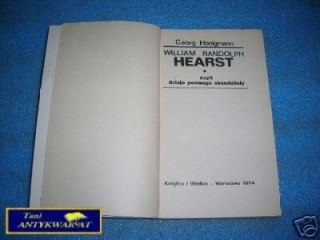 Georg Honigmann
WILLIAM RANDOLPH
HEARST
czyli
dzieje pewnego skandalisty
Książka i Wiedza • Warszawa 1974
Tani
ANTYKWARIAT